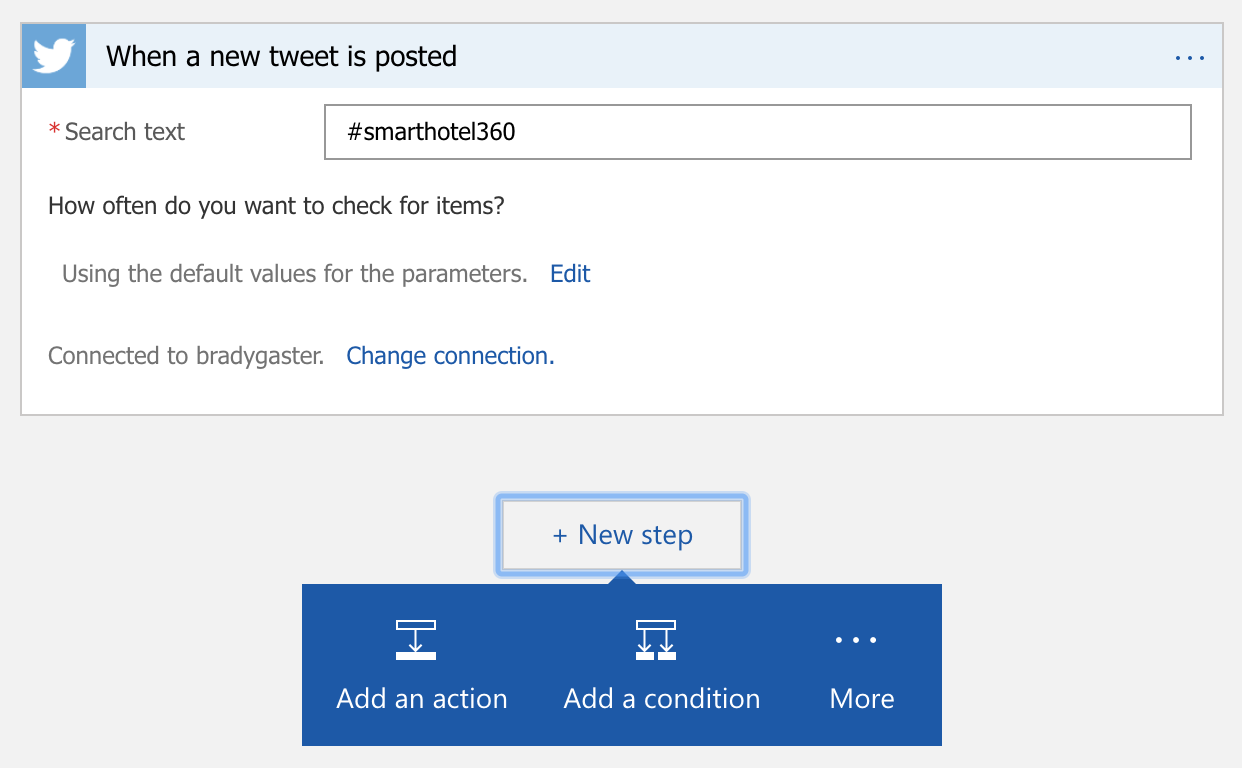 When a new tweet is posted
* Search text
#smarthotel360
How often do you want to check for items?
Using the default values for the parameters. Edit
Connected to bradygaster. Change connection.
+ New step
Add an action
Add a condition
More